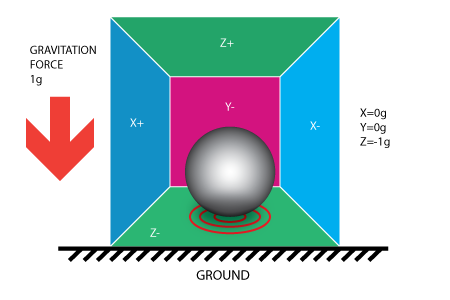 GRAVITATION
FORCE
1g
Z+
X+
Y-
X-
Z-
X=0g
Y=0g
Z=-1g
GROUND